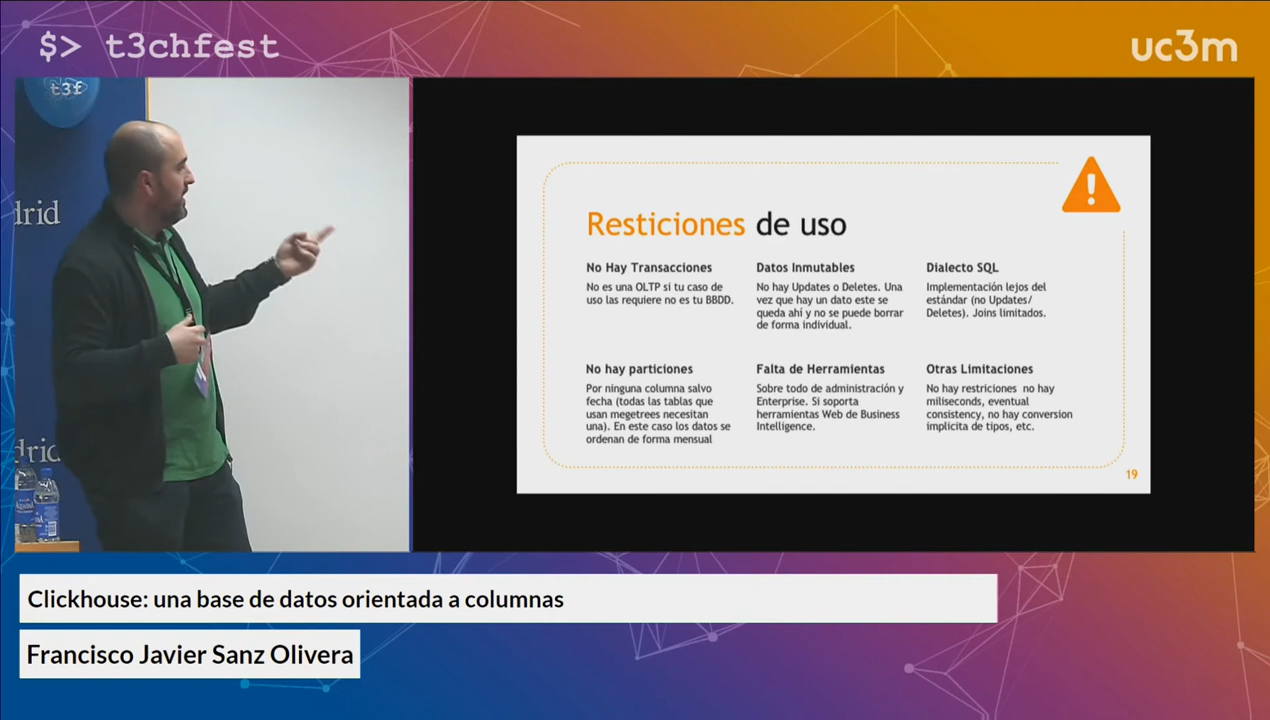 $> t3chfest
uc3m
t3f
drid
drid
Resticiones de uso
No Hay Transacciones
No es una OLTP si tu caso de
uso las requiere no es tu BBDD.
Datos Inmutables
No hay Updates o Deletes. Una
vez que hay un dato este se
queda ahí y no se puede borrar
de forma individual.
Dialecto SQL
Implementación lejos del
estándar (no Updates/
Deletes). Joins limitados.
No hay particiones
Por ninguna columna salvo
fecha (todas las tablas que
usan megetrees necesitan
una). En este caso los datos se
ordenan de forma mensual
Falta de Herramientas
Sobre todo de administración y
Enterprise. Si soporta
herramientas Web de Business
Intelligence.
Otras Limitaciones
No hay restriciones no hay
miliseconds, eventual
consistency, no hay conversion
implicita de tipos, etc.
19
Clickhouse: una base de datos orientada a columnas
Francisco Javier Sanz Olivera